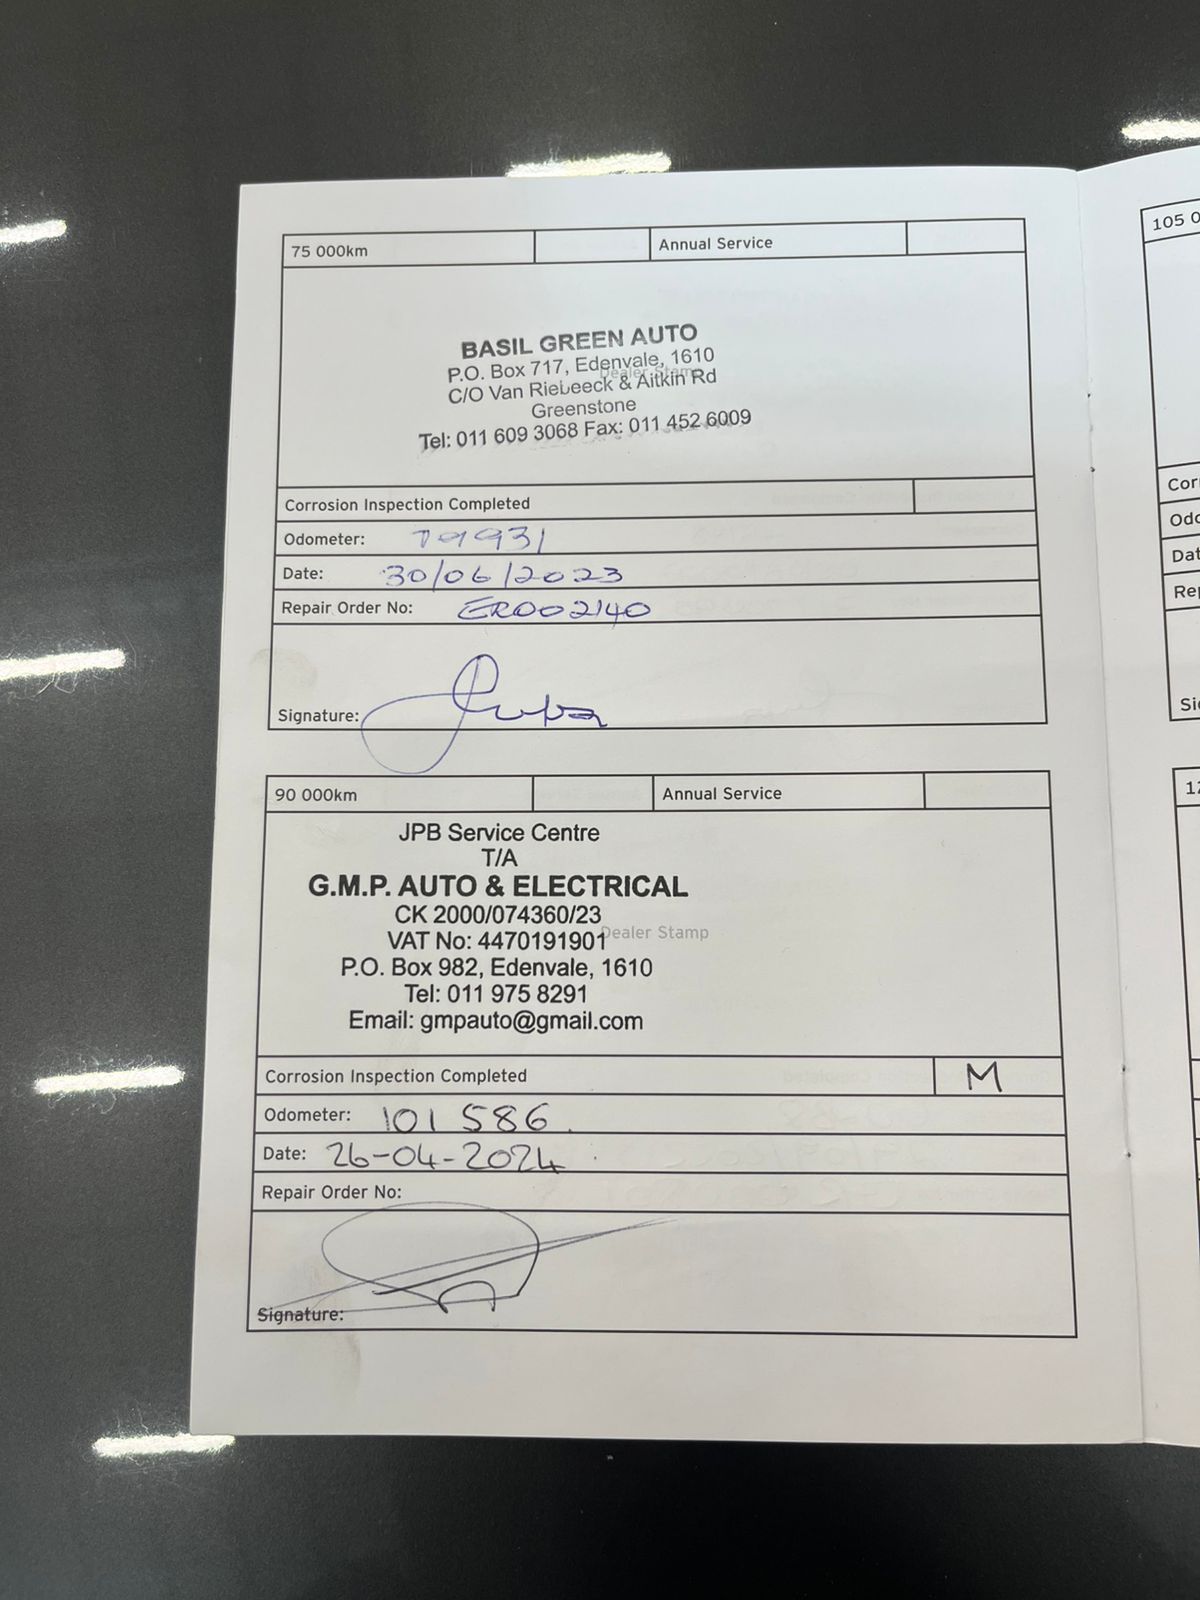 75 000km
Annual Service
BASIL GREEN AUTO
P.O. Box 717, Edenvale, 1610
Dealer Stamp
C/O Van Riebeeck & Aitkin Rd
Greenstone
Tel: 011 609 3068 Fax: 011 452 6009
Corrosion Inspection Completed
Odometer: 79931
Date: 30/06/2023
Repair Order No: ERO02140
Signature:
90 000km
Annual Service
JPB Service Centre
T/A
G.M.P. AUTO & ELECTRICAL
CK 2000/074360/23
Dealer Stamp
VAT No: 4470191901
P.O. Box 982, Edenvale, 1610
Tel: 011 975 8291
Email: gmpauto@gmail.com
Corrosion Inspection Completed M
Odometer: 101 586
Date: 26-04-2024
Repair Order No:
Signature:
105 0
Cor
Odo
Dat
Rep
Si
12